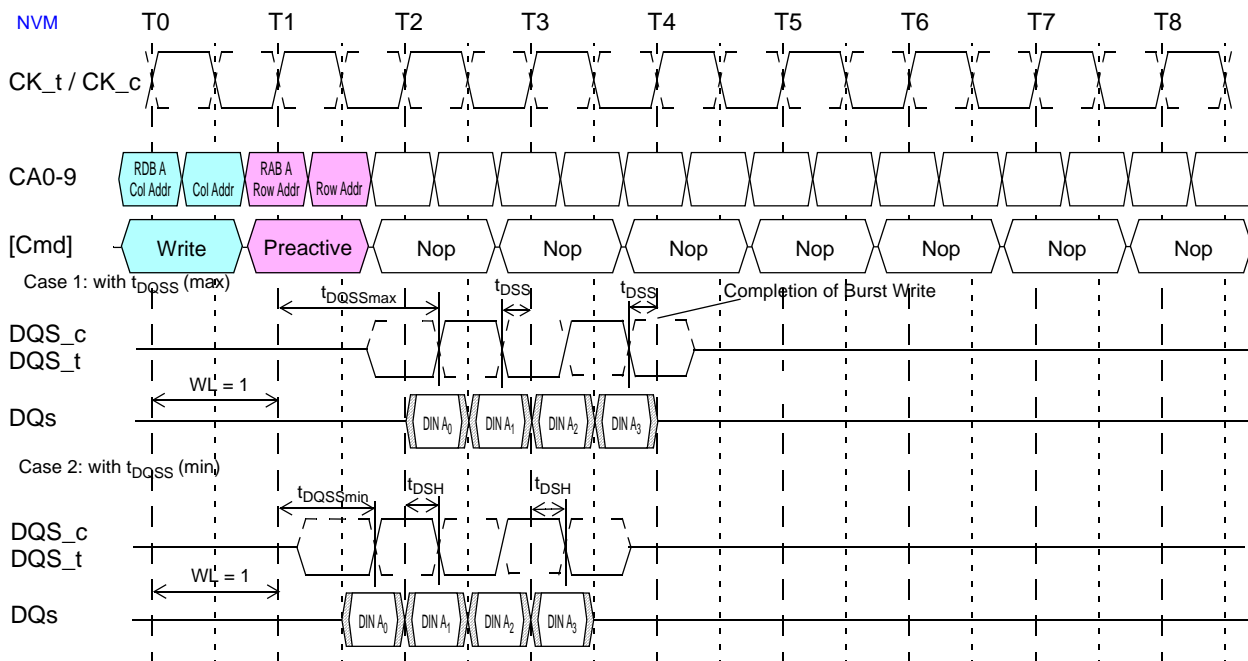 NVM T0 T1 T2 T3 T4 T5 T6 T7 T8
CK_t / CK_c
CA0-9 RDB A Col Addr Col Addr RAB A Row Addr Row Addr
[Cmd] Write Preactive Nop Nop Nop Nop Nop Nop Nop
Case 1: with tDQSS (max)
tDQSSmax tDSS tDSS Completion of Burst Write
DQS_c
DQS_t
WL = 1
DQs DIN A0 DIN A1 DIN A2 DIN A3
Case 2: with tDQSS (min)
tDQSSmin tDSH tDSH
DQS_c
DQS_t
WL = 1
DQs DIN A0 DIN A1 DIN A2 DIN A3